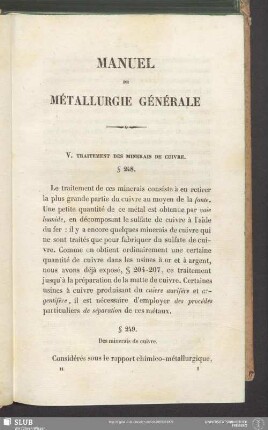 MANUEL
DE
MÉTALLURGIE GÉNÉRALE
V. TRAITEMENT DES MINERAIS DE CUIVRE.
§ 248.
Le traitement de ces minerais consiste à en retirer
la plus grande partie du cuivre au moyen de la fonte.
Une petite quantité de ce métal est obtenue par voie
humide, en décomposant le sulfate de cuivre à l'aide
du fer : il y a encore quelques minerais de cuivre qui
ne sont traités que pour fabriquer du sulfate de cui-
vre. Comme on obtient ordinairement une certaine
quantité de cuivre dans les usines à or et à argent,
nous avons déjà exposé, § 204-207, ce traitement
jusqu'à la préparation de la matte de cuivre. Certaines
usines à cuivre produisant du cuivre aurifère et ar-
gentifère, il est nécessaire d'employer des procédés
particuliers de séparation de ces métaux.
§ 249.
Des minerais de cuivre.
Considérés sous le rapport chimico-métallurgique,
II
1
SLUB